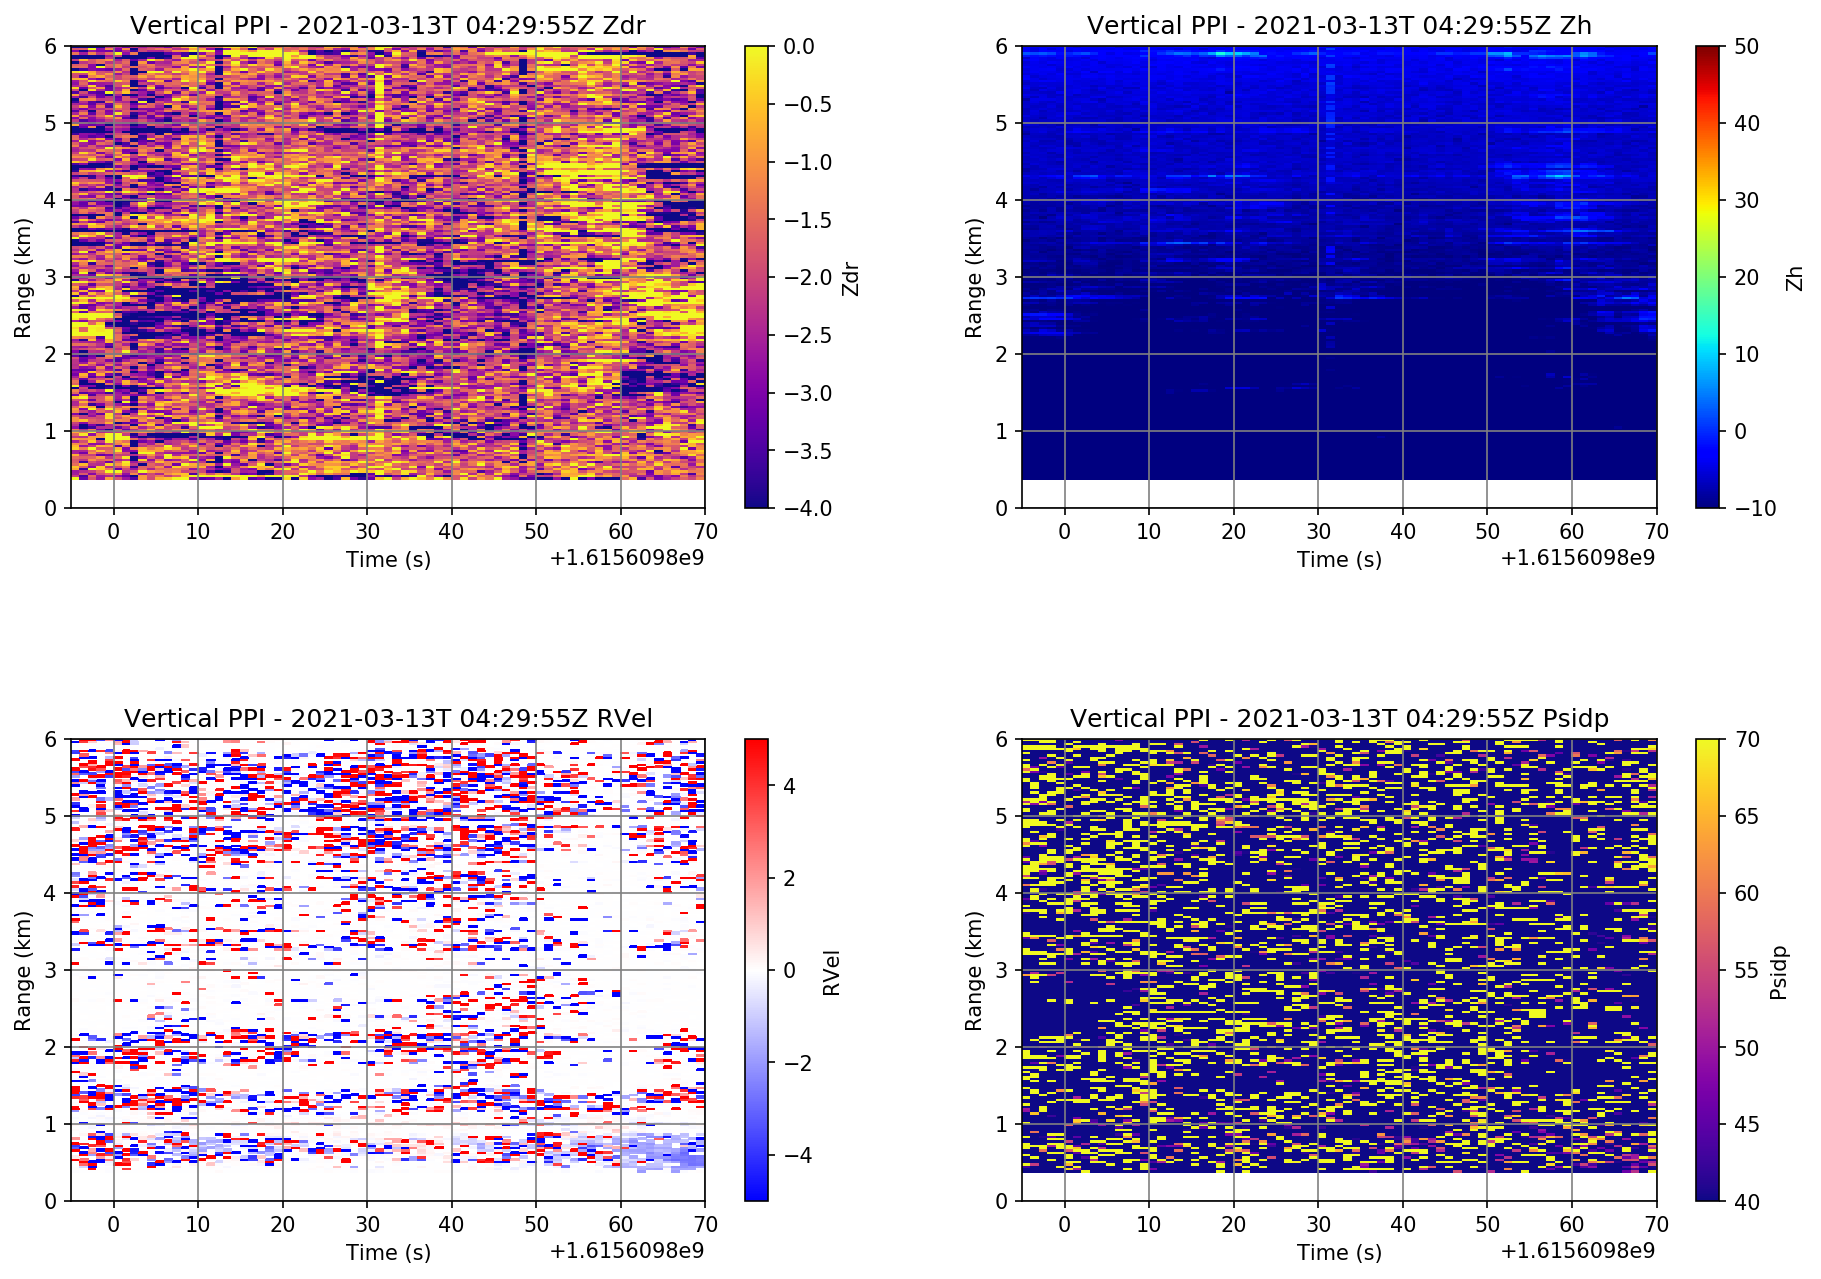 Vertical PPI - 2021-03-13T 04:29:55Z Zdr
6
5
4
3
2
1
0
Range (km)
0 10 20 30 40 50 60 70
Time (s)
+1.6156098e9
0.0
−0.5
−1.0
−1.5
−2.0
−2.5
−3.0
−3.5
−4.0
Zdr
Vertical PPI - 2021-03-13T 04:29:55Z Zh
6
5
4
3
2
1
0
Range (km)
0 10 20 30 40 50 60 70
Time (s)
+1.6156098e9
50
40
30
20
10
0
−10
Zh
Vertical PPI - 2021-03-13T 04:29:55Z RVel
6
5
4
3
2
1
0
Range (km)
0 10 20 30 40 50 60 70
Time (s)
+1.6156098e9
4
2
0
−2
−4
RVel
Vertical PPI - 2021-03-13T 04:29:55Z Psidp
6
5
4
3
2
1
0
Range (km)
0 10 20 30 40 50 60 70
Time (s)
+1.6156098e9
70
65
60
55
50
45
40
Psidp